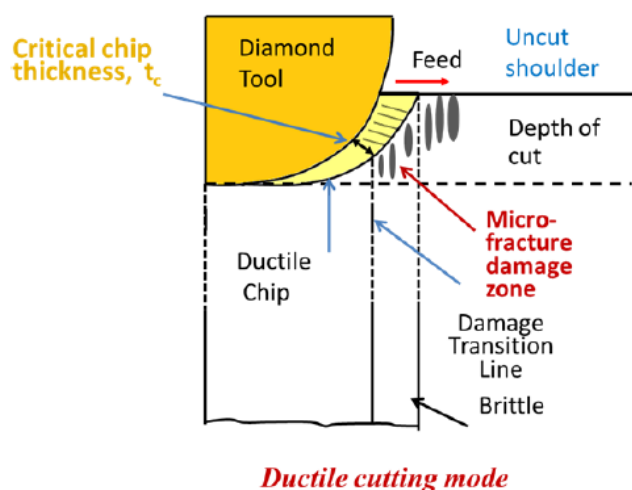 Critical chip
thickness, tc
Diamond
Tool
Feed
Uncut
shoulder
Depth of
cut
Micro-
fracture
damage
zone
Ductile
Chip
Damage
Transition
Line
Brittle
Ductile cutting mode